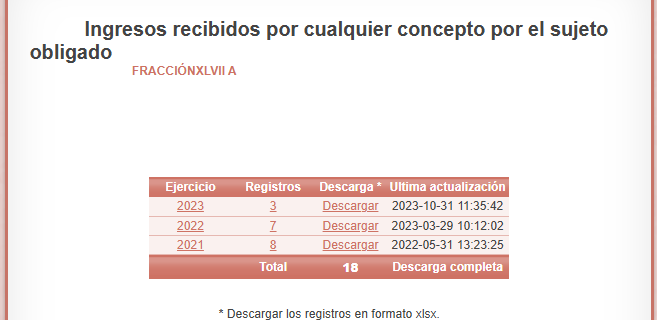 Ingresos recibidos por cualquier concepto por el sujeto
obligado
FRACCIÓNXLVII A
Ejercicio Registros Descarga * Ultima actualización
2023 3 Descargar 2023-10-31 11:35:42
2022 7 Descargar 2023-03-29 10:12:02
2021 8 Descargar 2022-05-31 13:23:25
Total 18 Descarga completa
* Descargar los registros en formato xlsx.